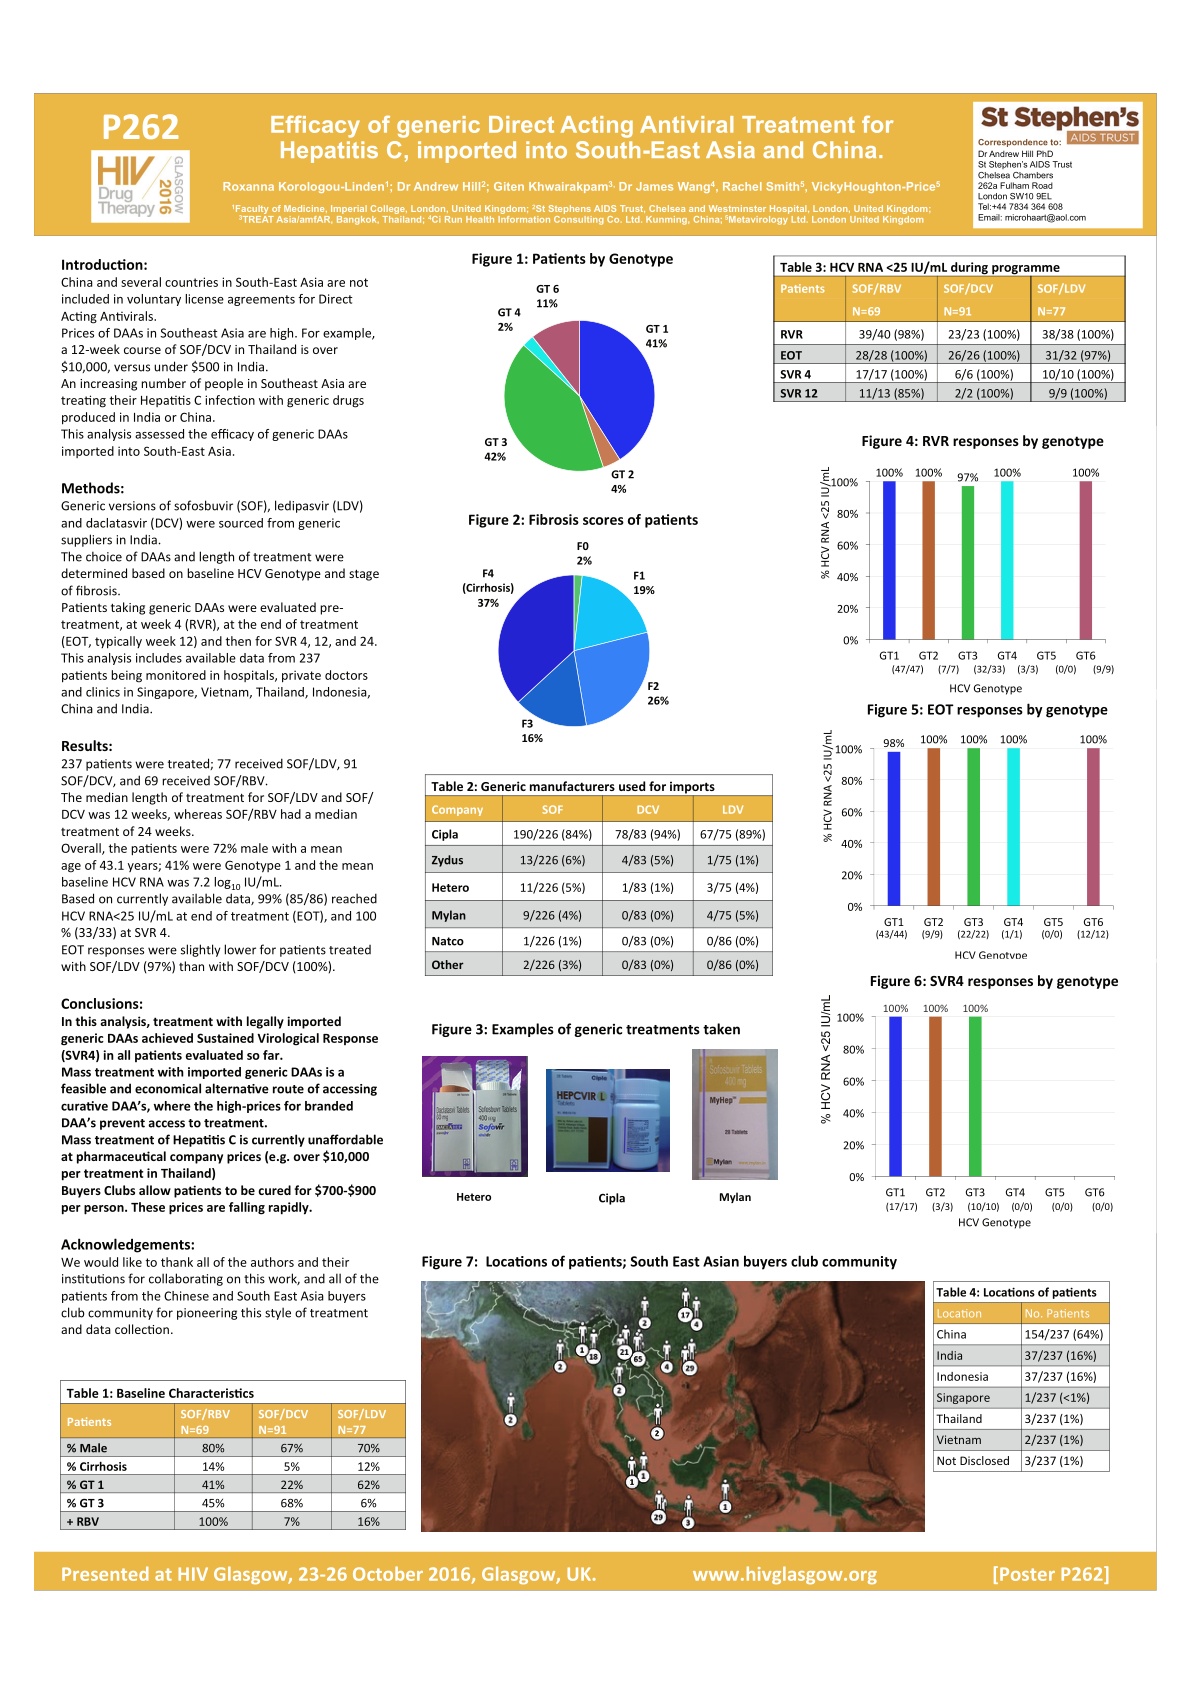 P262
HIV
Drug
Therapy
GLASGOW
2016
Efficacy of generic Direct Acting Antiviral Treatment for
Hepatitis C, imported into South-East Asia and China.
Roxanna Korologou-Linden¹; Dr Andrew Hill²; Giten Khwairakpam³· Dr James Wang⁴, Rachel Smith⁵, VickyHoughton-Price⁵
¹Faculty of Medicine, Imperial College, London, United Kingdom; ²St Stephens AIDS Trust, Chelsea and Westminster Hospital, London, United Kingdom;
³TREAT Asia/amfAR, Bangkok, Thailand; ⁴Ci Run Health Information Consulting Co. Ltd. Kunming, China; ⁵Metavirology Ltd. London United Kingdom
St Stephen's
AIDS TRUST
Correspondence to:
Dr Andrew Hill PhD
St Stephen's AIDS Trust
Chelsea Chambers
262a Fulham Road
London SW10 9EL
Tel:+44 7834 364 608
Email: microhaart@aol.com
Introduction:
China and several countries in South-East Asia are not
included in voluntary license agreements for Direct
Acting Antivirals.
Prices of DAAs in Southeast Asia are high. For example,
a 12-week course of SOF/DCV in Thailand is over
$10,000, versus under $500 in India.
An increasing number of people in Southeast Asia are
treating their Hepatitis C infection with generic drugs
produced in India or China.
This analysis assessed the efficacy of generic DAAs
imported into South-East Asia.
Methods:
Generic versions of sofosbuvir (SOF), ledipasvir (LDV)
and daclatasvir (DCV) were sourced from generic
suppliers in India.
The choice of DAAs and length of treatment were
determined based on baseline HCV Genotype and stage
of fibrosis.
Patients taking generic DAAs were evaluated pre-
treatment, at week 4 (RVR), at the end of treatment
(EOT, typically week 12) and then for SVR 4, 12, and 24.
This analysis includes available data from 237
patients being monitored in hospitals, private doctors
and clinics in Singapore, Vietnam, Thailand, Indonesia,
China and India.
Results:
237 patients were treated; 77 received SOF/LDV, 91
SOF/DCV, and 69 received SOF/RBV.
The median length of treatment for SOF/LDV and SOF/
DCV was 12 weeks, whereas SOF/RBV had a median
treatment of 24 weeks.
Overall, the patients were 72% male with a mean
age of 43.1 years; 41% were Genotype 1 and the mean
baseline HCV RNA was 7.2 log₁₀ IU/mL.
Based on currently available data, 99% (85/86) reached
HCV RNA<25 IU/mL at end of treatment (EOT), and 100
% (33/33) at SVR 4.
EOT responses were slightly lower for patients treated
with SOF/LDV (97%) than with SOF/DCV (100%).
Conclusions:
In this analysis, treatment with legally imported
generic DAAs achieved Sustained Virological Response
(SVR4) in all patients evaluated so far.
Mass treatment with imported generic DAAs is a
feasible and economical alternative route of accessing
curative DAA's, where the high-prices for branded
DAA's prevent access to treatment.
Mass treatment of Hepatitis C is currently unaffordable
at pharmaceutical company prices (e.g. over $10,000
per treatment in Thailand)
Buyers Clubs allow patients to be cured for $700-$900
per person. These prices are falling rapidly.
Acknowledgements:
We would like to thank all of the authors and their
institutions for collaborating on this work, and all of the
patients from the Chinese and South East Asia buyers
club community for pioneering this style of treatment
and data collection.
Table 1: Baseline Characteristics
Patients SOF/RBV N=69 SOF/DCV N=91 SOF/LDV N=77
% Male 80% 67% 70%
% Cirrhosis 14% 5% 12%
% GT 1 41% 22% 62%
% GT 3 45% 68% 6%
+ RBV 100% 7% 16%
Figure 1: Patients by Genotype
GT 6
11%
GT 4
2%
GT 1
41%
GT 3
42%
GT 2
4%
Figure 2: Fibrosis scores of patients
F0
2%
F4
(Cirrhosis)
37%
F1
19%
F2
26%
F3
16%
Table 2: Generic manufacturers used for imports
Company SOF DCV LDV
Cipla 190/226 (84%) 78/83 (94%) 67/75 (89%)
Zydus 13/226 (6%) 4/83 (5%) 1/75 (1%)
Hetero 11/226 (5%) 1/83 (1%) 3/75 (4%)
Mylan 9/226 (4%) 0/83 (0%) 4/75 (5%)
Natco 1/226 (1%) 0/83 (0%) 0/86 (0%)
Other 2/226 (3%) 0/83 (0%) 0/86 (0%)
Figure 3: Examples of generic treatments taken
Sofosbuvir Tablets
400 mg
Sofovir
Cipla
HEPCVIR L
Tablets
Sofosbuvir Tablets
400 mg
MyHep
28 Tablets
Mylan
Hetero
Cipla
Mylan
Table 3: HCV RNA <25 IU/mL during programme
Patients SOF/RBV SOF/DCV SOF/LDV
N=69 N=91 N=77
RVR 39/40 (98%) 23/23 (100%) 38/38 (100%)
EOT 28/28 (100%) 26/26 (100%) 31/32 (97%)
SVR 4 17/17 (100%) 6/6 (100%) 10/10 (100%)
SVR 12 11/13 (85%) 2/2 (100%) 9/9 (100%)
Figure 4: RVR responses by genotype
% HCV RNA <25 IU/mL
100% 100% 97% 100% 100%
100%
80%
60%
40%
20%
0%
GT1 GT2 GT3 GT4 GT5 GT6
(47/47) (7/7) (32/33) (3/3) (0/0) (9/9)
HCV Genotype
Figure 5: EOT responses by genotype
% HCV RNA <25 IU/mL
98% 100% 100% 100% 100%
100%
80%
60%
40%
20%
0%
GT1 GT2 GT3 GT4 GT5 GT6
(43/44) (9/9) (22/22) (1/1) (0/0) (12/12)
HCV Genotype
Figure 6: SVR4 responses by genotype
% HCV RNA <25 IU/mL
100% 100% 100%
100%
80%
60%
40%
20%
0%
GT1 GT2 GT3 GT4 GT5 GT6
(17/17) (3/3) (10/10) (0/0) (0/0) (0/0)
HCV Genotype
Figure 7: Locations of patients; South East Asian buyers club community
2
17
4
1
18
21
65
2
4
29
2
2
2
1
1
29
3
1
Table 4: Locations of patients
Location No. Patients
China 154/237 (64%)
India 37/237 (16%)
Indonesia 37/237 (16%)
Singapore 1/237 (<1%)
Thailand 3/237 (1%)
Vietnam 2/237 (1%)
Not Disclosed 3/237 (1%)
Presented at HIV Glasgow, 23-26 October 2016, Glasgow, UK.
www.hivglasgow.org
[Poster P262]